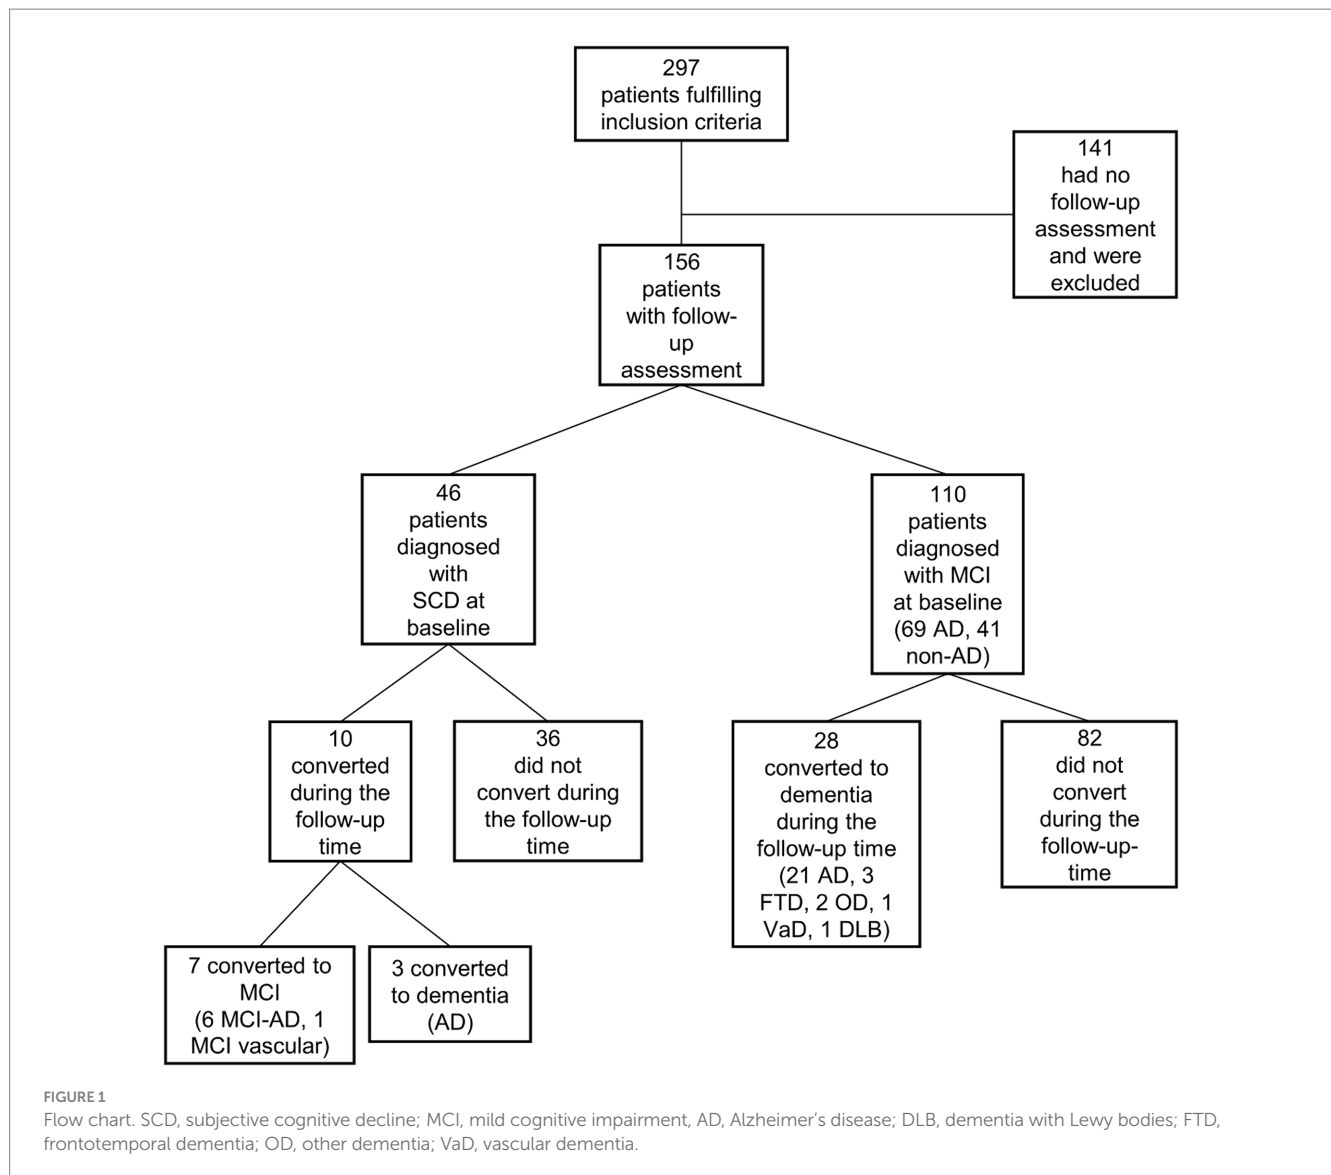 297
patients fulfilling
inclusion criteria
141
had no
follow-up
assessment
and were
excluded
156
patients
with follow-
up
assessment
46
patients
diagnosed
with
SCD at
baseline
110
patients
diagnosed
with MCI
at baseline
(69 AD, 41
non-AD)
10
converted
during the
follow-up
time
36
did not
convert during
the follow-up
time
28
converted to
dementia
during the
follow-up time
(21 AD, 3
FTD, 2 OD, 1
VaD, 1 DLB)
82
did not
convert
during the
follow-up-
time
7 converted to
MCI
(6 MCI-AD, 1
MCI vascular)
3 converted
to dementia
(AD)
FIGURE 1
Flow chart. SCD, subjective cognitive decline; MCI, mild cognitive impairment, AD, Alzheimer’s disease; DLB, dementia with Lewy bodies; FTD,
frontotemporal dementia; OD, other dementia; VaD, vascular dementia.